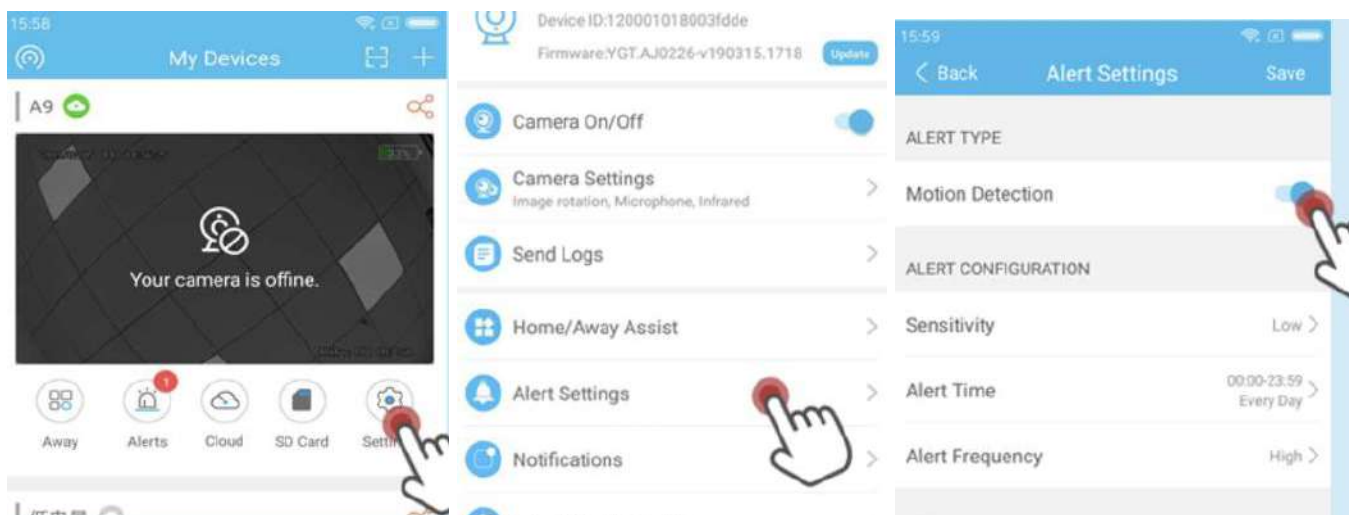 15:58
My Devices
A9
Your camera is offine.
1
Away
Alerts
Cloud
SD Card
Device ID:120001018003fdde
Firmware:YGT.AJ0226-v190315.1718
Update
Camera On/Off
Camera Settings
Image rotation, Microphone, Infrared
Send Logs
Home/Away Assist
Alert Settings
Notifications
15:59
Back
Alert Settings
Save
ALERT TYPE
Motion Detection
ALERT CONFIGURATION
Sensitivity
Low
Alert Time
00:00-23:59
Every Day
Alert Frequency
High